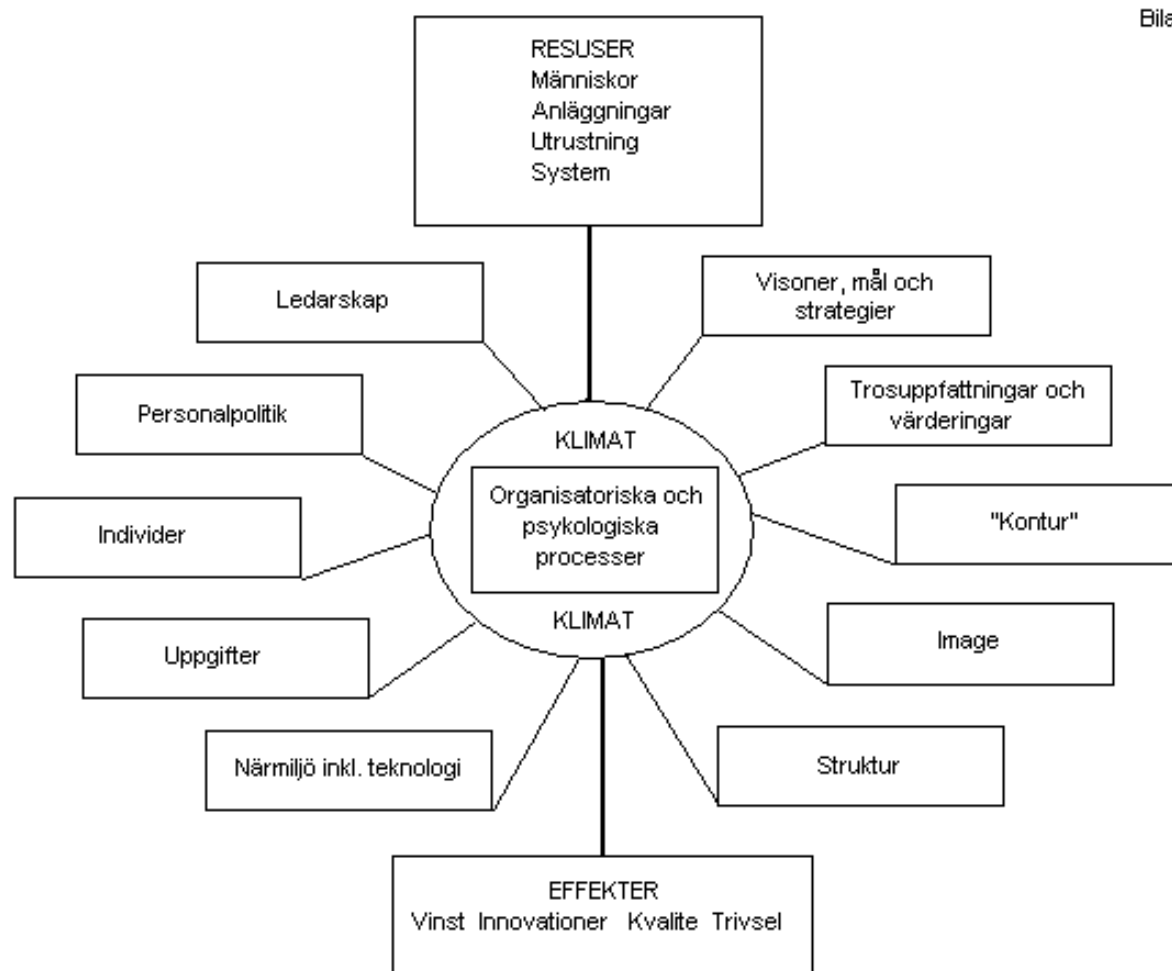 Bila
RESUSER
Människor
Anläggningar
Utrustning
System
Ledarskap
Visoner, mål och
strategier
Personalpolitik
Trosuppfattningar och
värderingar
KLIMAT
Organisatoriska och
psykologiska
processer
KLIMAT
Individer
"Kontur"
Uppgifter
Image
Närmiljö inkl. teknologi
Struktur
EFFEKTER
Vinst Innovationer Kvalite Trivsel